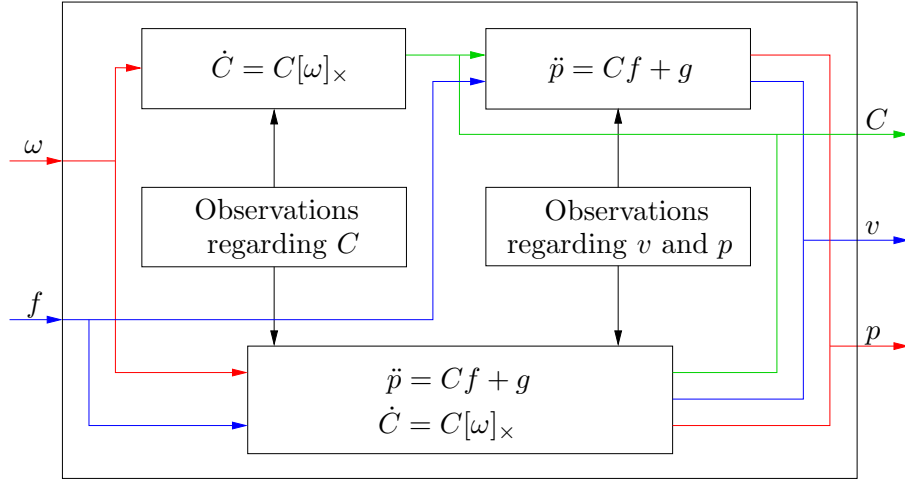 Ċ = C[ω]×
p̈ = Cf + g
C
ω
Observations
regarding C
Observations
regarding v and p
v
f
p
p̈ = Cf + g
Ċ = C[ω]×